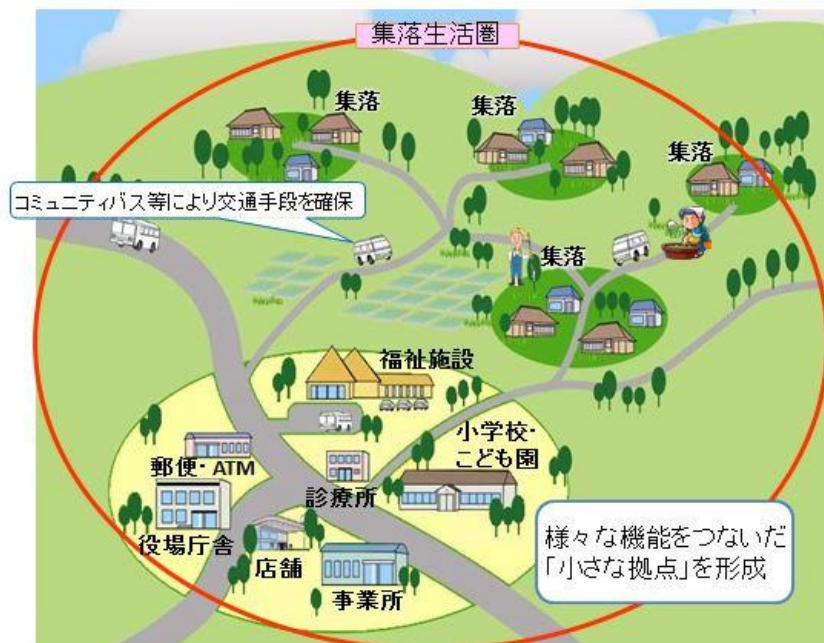 集落生活圏
集落
集落
集落
コミュニティバス等により交通手段を確保
集落
福祉施設
小学校・
こども園
郵便・ATM
診療所
役場庁舎
店舗
事業所
様々な機能をつないだ
「小さな拠点」を形成